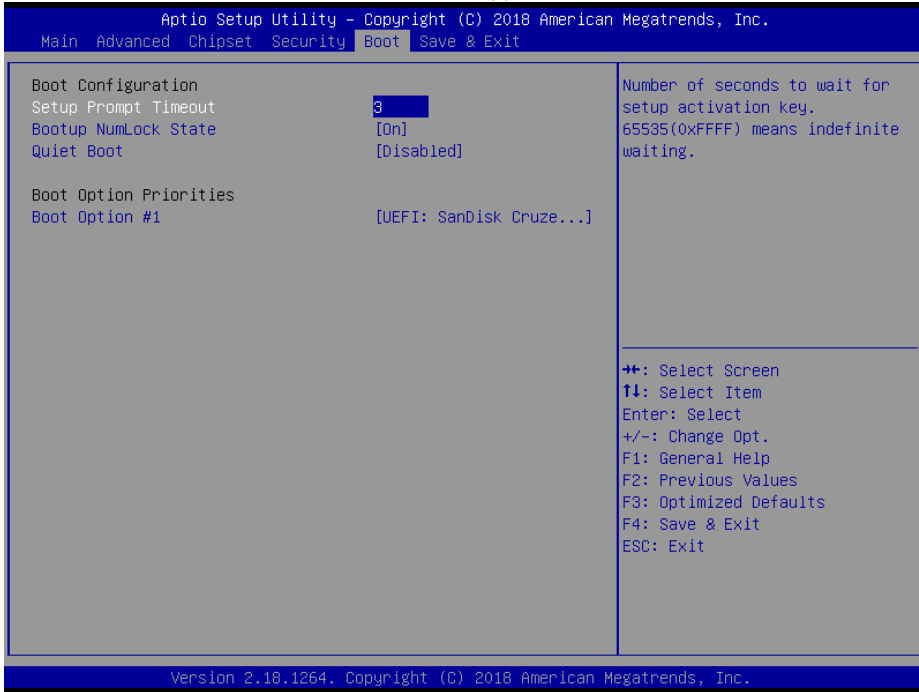 Aptio Setup Utility – Copyright (C) 2018 American Megatrends, Inc.
Main Advanced Chipset Security Boot Save & Exit
Boot Configuration
Setup Prompt Timeout 3
Bootup NumLock State [On]
Quiet Boot [Disabled]
Boot Option Priorities
Boot Option #1 [UEFI: SanDisk Cruze...]
Number of seconds to wait for
setup activation key.
65535(0xFFFF) means indefinite
waiting.
→←: Select Screen
↑↓: Select Item
Enter: Select
+/-: Change Opt.
F1: General Help
F2: Previous Values
F3: Optimized Defaults
F4: Save & Exit
ESC: Exit
Version 2.18.1264. Copyright (C) 2018 American Megatrends, Inc.